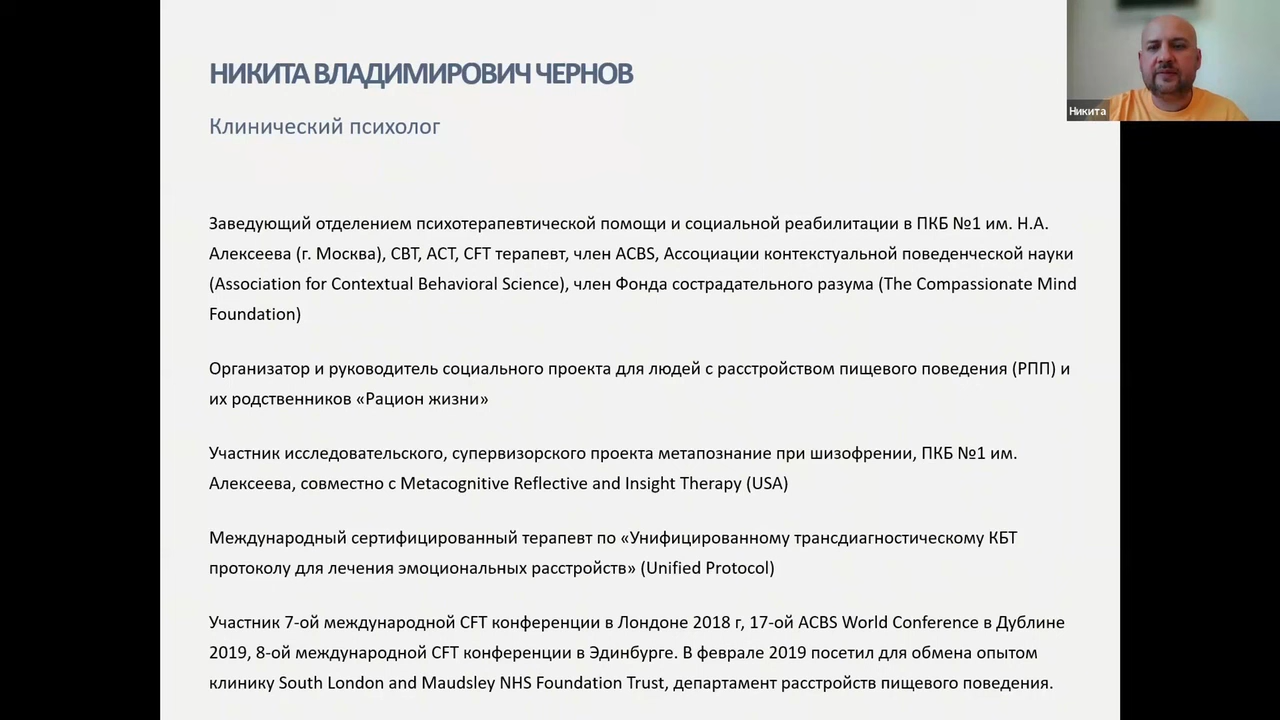 НИКИТА ВЛАДИМИРОВИЧ ЧЕРНОВ
Клинический психолог
Никита
Заведующий отделением психотерапевтической помощи и социальной реабилитации в ПКБ №1 им. Н.А.
Алексеева (г. Москва), СВТ, ACT, CFT терапевт, член ACBS, Ассоциации контекстуальной поведенческой науки
(Association for Contextual Behavioral Science), член Фонда сострадательного разума (The Compassionate Mind
Foundation)
Организатор и руководитель социального проекта для людей с расстройством пищевого поведения (РПП) и
их родственников «Рацион жизни»
Участник исследовательского, супервизорского проекта метапознание при шизофрении, ПКБ №1 им.
Алексеева, совместно с Metacognitive Reflective and Insight Therapy (USA)
Международный сертифицированный терапевт по «Унифицированному трансдиагностическому КБТ
протоколу для лечения эмоциональных расстройств» (Unified Protocol)
Участник 7-ой международной CFT конференции в Лондоне 2018 г, 17-ой ACBS World Conference в Дублине
2019, 8-ой международной CFT конференции в Эдинбурге. В феврале 2019 посетил для обмена опытом
клинику South London and Maudsley NHS Foundation Trust, департамент расстройств пищевого поведения.